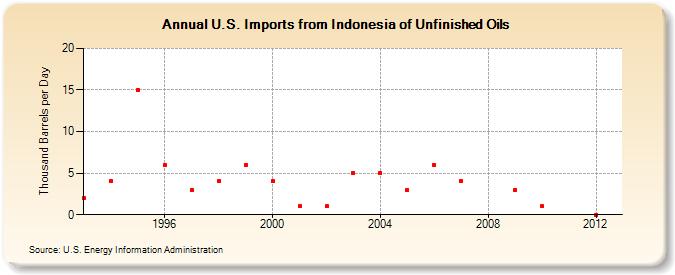 Annual U.S. Imports from Indonesia of Unfinished Oils
Thousand Barrels per Day
20
15
10
5
0
1996 2000 2004 2008 2012
Source: U.S. Energy Information Administration